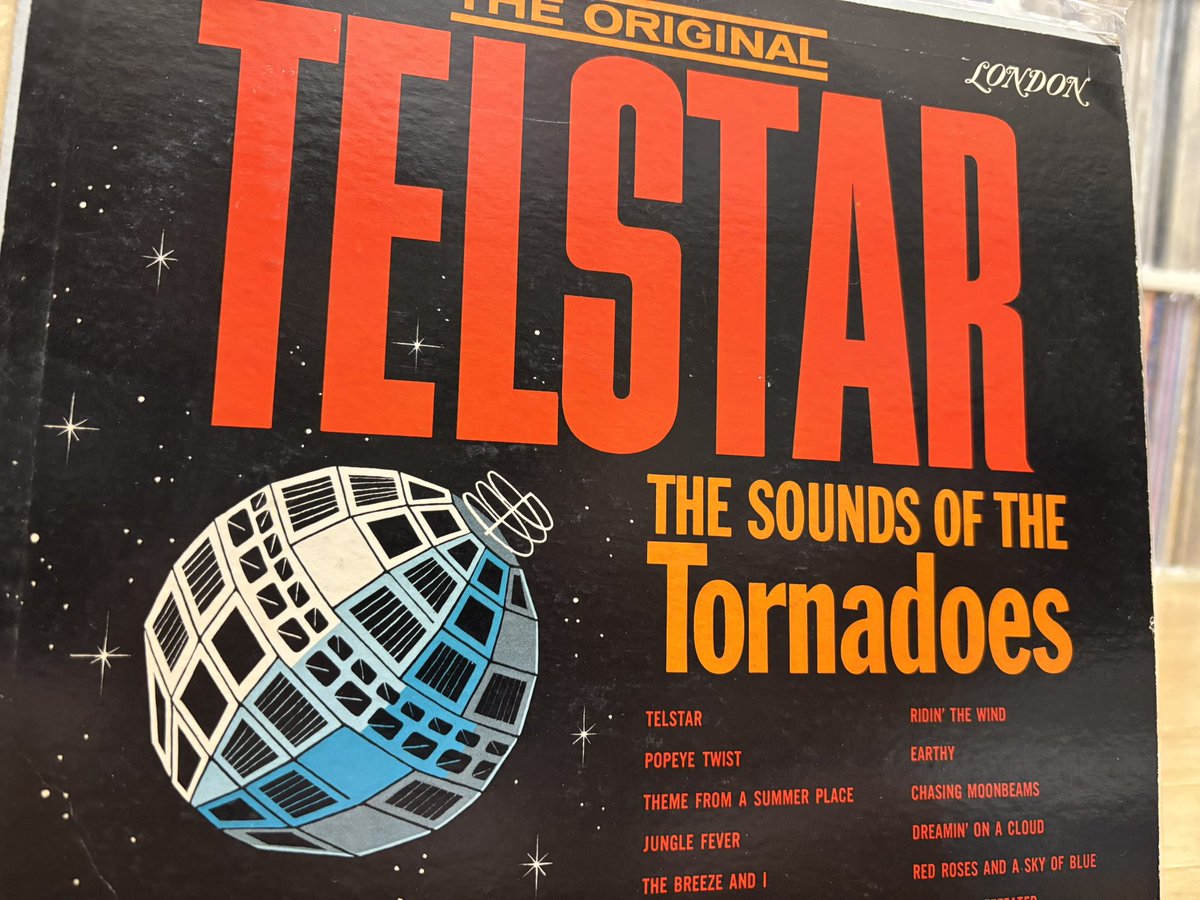 THE ORIGINAL
LONDON
TELSTAR
THE SOUNDS OF THE
Tornadoes
TELSTAR
POPEYE TWIST
THEME FROM A SUMMER PLACE
JUNGLE FEVER
THE BREEZE AND I
RIDIN' THE WIND
EARTHY
CHASING MOONBEAMS
DREAMIN' ON A CLOUD
RED ROSES AND A SKY OF BLUE